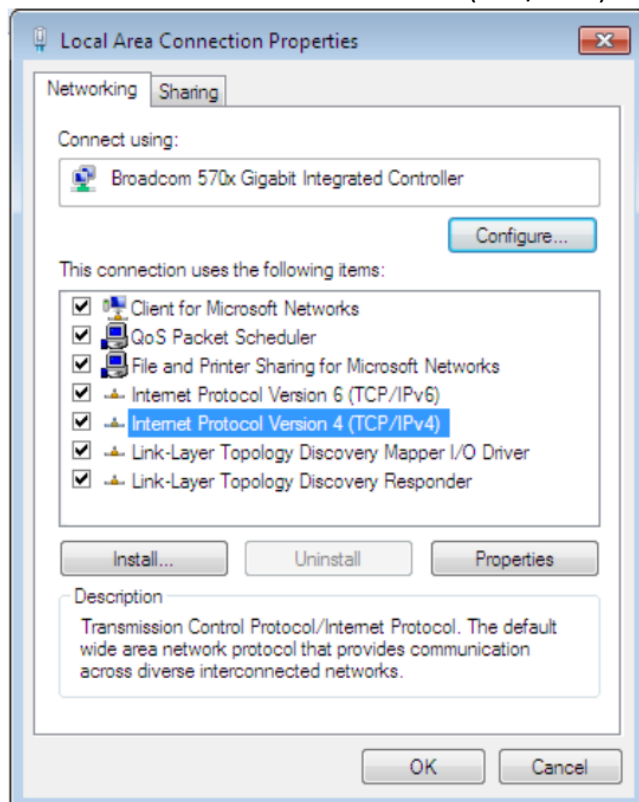 Local Area Connection Properties
Networking
Sharing
Connect using:
Broadcom 570x Gigabit Integrated Controller
Configure...
This connection uses the following items:
Client for Microsoft Networks
QoS Packet Scheduler
File and Printer Sharing for Microsoft Networks
Internet Protocol Version 6 (TCP/IPv6)
Internet Protocol Version 4 (TCP/IPv4)
Link-Layer Topology Discovery Mapper I/O Driver
Link-Layer Topology Discovery Responder
Install...
Uninstall
Properties
Description
Transmission Control Protocol/Internet Protocol. The default
wide area network protocol that provides communication
across diverse interconnected networks.
OK
Cancel